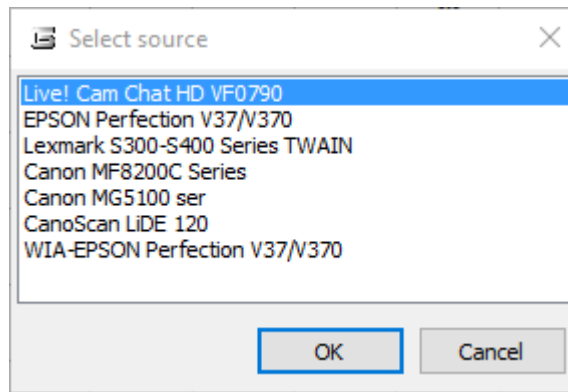 Select source
Live! Cam Chat HD VF0790
EPSON Perfection V37/V370
Lexmark S300-S400 Series TWAIN
Canon MF8200C Series
Canon MG5100 ser
CanoScan LiDE 120
WIA-EPSON Perfection V37/V370
OK
Cancel